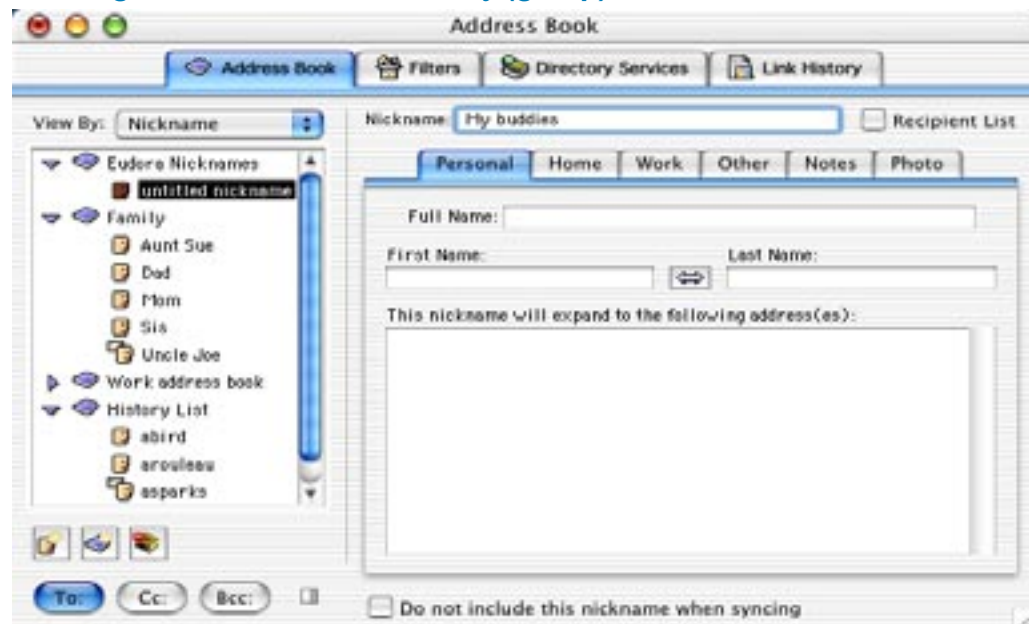 Address Book
Address Book Filters Directory Services Link History
View By: Nickname
Nickname: My buddies Recipient List
Eudora Nicknames
untitled nickname
Family
Aunt Sue
Dad
Mom
Sis
Uncle Joe
Work address book
History List
abird
arouleau
asparks
To: Cc: Bcc:
Personal Home Work Other Notes Photo
Full Name:
First Name: Last Name:
This nickname will expand to the following address(es):
Do not include this nickname when syncing